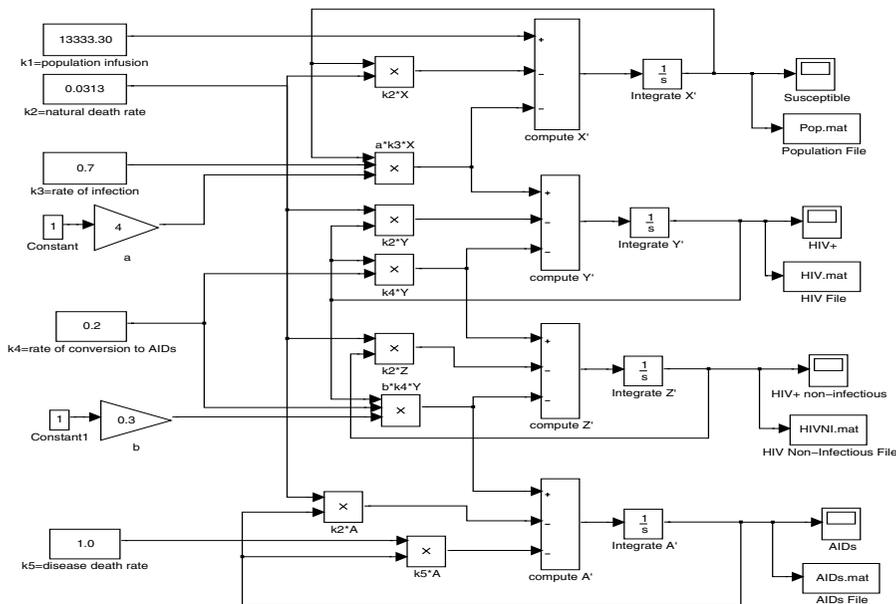 13333.30
k1=population infusion
0.0313
k2=natural death rate
×
k2*X
+
−
−
compute X'
1
s
Integrate X'
Susceptible
Pop.mat
Population File
0.7
k3=rate of infection
a*k3*X
×
1
Constant
4
a
×
k2*Y
×
k4*Y
+
−
−
compute Y'
1
s
Integrate Y'
HIV+
HIV.mat
HIV File
0.2
k4=rate of conversion to AIDs
×
k2*Z
b*k4*Y
×
1
Constant1
0.3
b
+
−
−
compute Z'
1
s
Integrate Z'
HIV+ non−infectious
HIVNI.mat
HIV Non−Infectious File
×
k2*A
1.0
k5=disease death rate
×
k5*A
+
−
−
compute A'
1
s
Integrate A'
AIDs
AIDs.mat
AIDs File